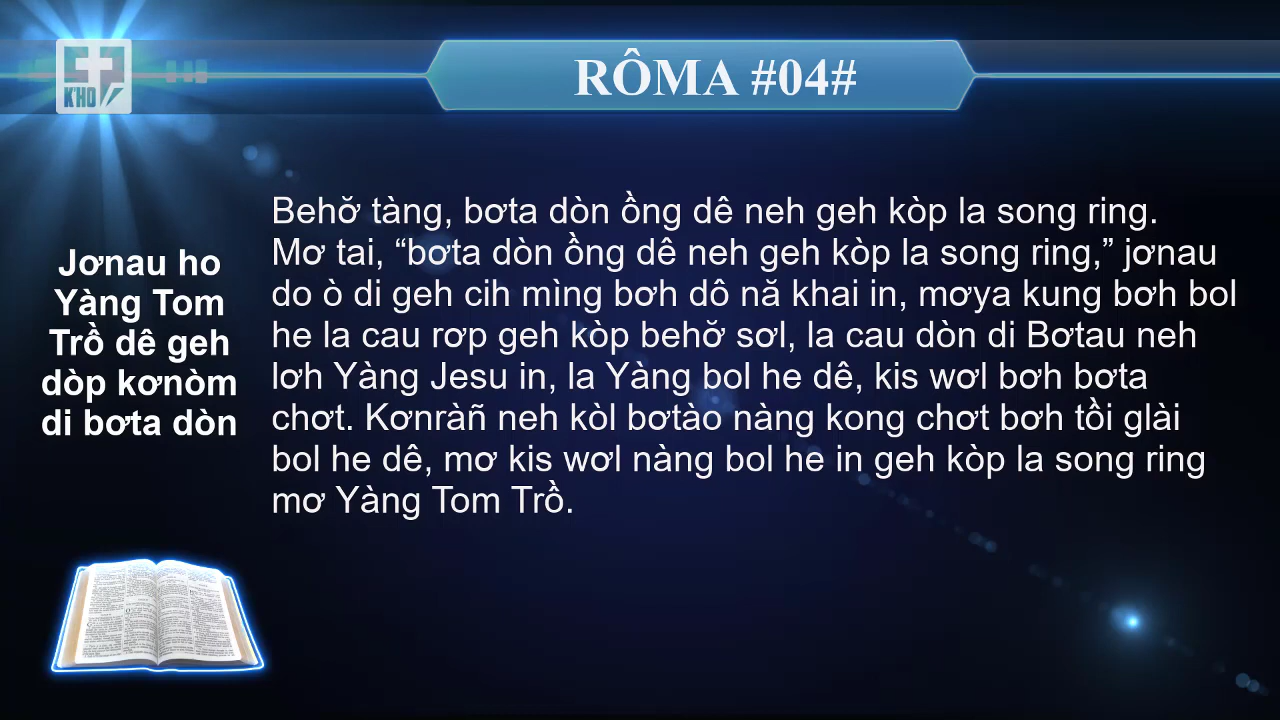 K'HO
RÔMA #04#
Jơnau ho
Yàng Tom
Trồ dê geh
dòp kơnòm
di bơta dòn
Behơ̆ tàng, bơta dòn ồng dê neh geh kòp la song ring.
Mơ tai, “bơta dòn ồng dê neh geh kòp la song ring,” jơnau
do ò di geh cih mìng bơh dô nă khai in, mơya kung bơh bol
he la cau rơp geh kòp behơ̆ sơl, la cau dòn di Bơtau neh
lơh Yàng Jesu in, la Yàng bol he dê, kis wơl bơh bơta
chơt. Kơnràñ neh kòl bơtào nàng kong chơt bơh tồi glài
bol he dê, mơ kis wơl nàng bol he in geh kòp la song ring
mơ Yàng Tom Trồ.